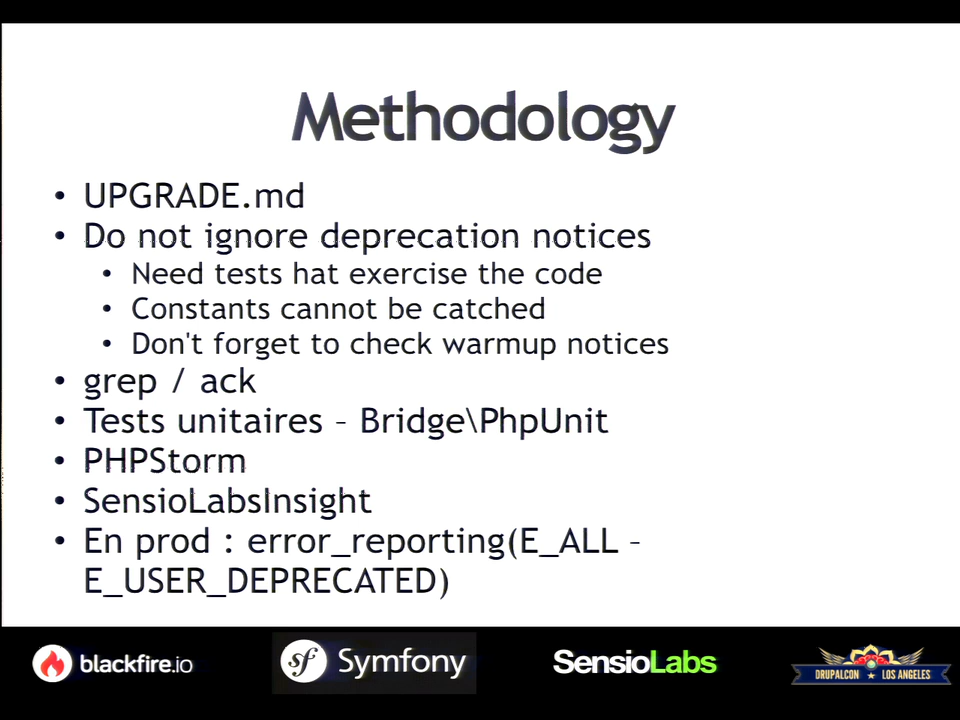 Methodology
• UPGRADE.md
• Do not ignore deprecation notices
• Need tests hat exercise the code
• Constants cannot be catched
• Don't forget to check warmup notices
• grep / ack
• Tests unitaires – Bridge\PhpUnit
• PHPStorm
• SensioLabsInsight
• En prod : error_reporting(E_ALL –
E_USER_DEPRECATED)
blackfire.io sf Symfony SensioLabs DRUPALCON ★ LOS ANGELES